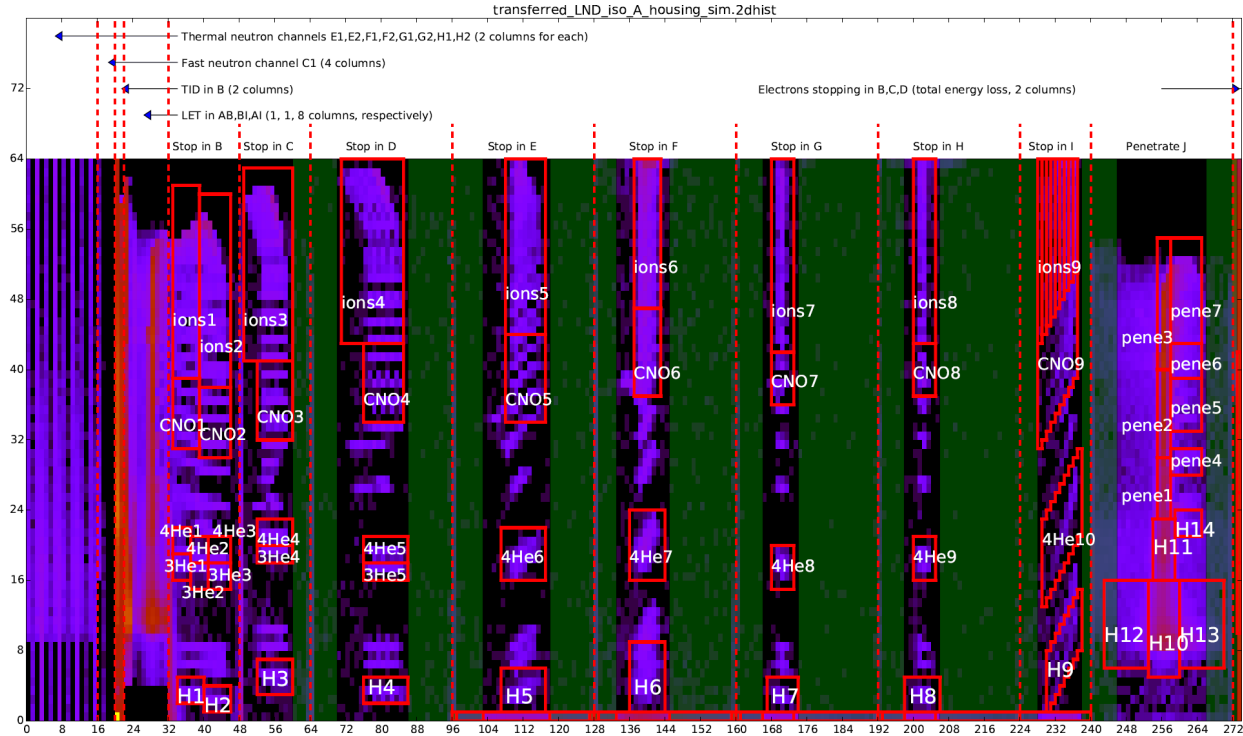 transferred_LND_iso_A_housing_sim.2dhist
Thermal neutron channels E1,E2,F1,F2,G1,G2,H1,H2 (2 columns for each)
Fast neutron channel C1 (4 columns)
TID in B (2 columns)
Electrons stopping in B,C,D (total energy loss, 2 columns)
LET in AB,BI,AI (1, 1, 8 columns, respectively)
Stop in B Stop in C Stop in D Stop in E Stop in F Stop in G Stop in H Stop in I Penetrate J
72
64
56
48
40
32
24
16
8
0
ions1
ions2
CNO1
CNO2
4He1
4He2
4He3
3He1
3He2
3He3
H1
H2
ions3
CNO3
4He4
3He4
H3
ions4
CNO4
4He5
3He5
H4
ions5
CNO5
4He6
H5
ions6
CNO6
4He7
H6
ions7
CNO7
4He8
H7
ions8
CNO8
4He9
H8
ions9
CNO9
4He10
H9
pene3
pene2
pene1
pene7
pene6
pene5
pene4
H14
H11
H12
H10
H13
0 8 16 24 32 40 48 56 64 72 80 88 96 104 112 120 128 136 144 152 160 168 176 184 192 200 208 216 224 232 240 248 256 264 272